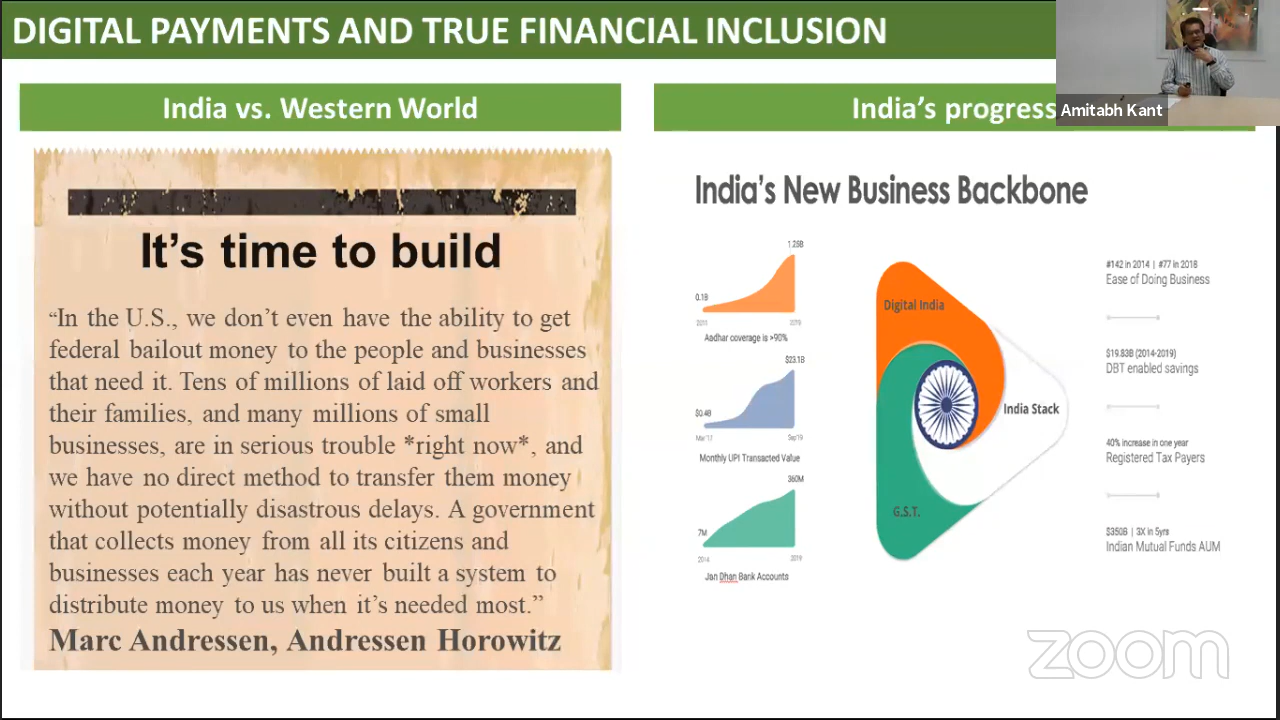 DIGITAL PAYMENTS AND TRUE FINANCIAL INCLUSION
Amitabh Kant
India vs. Western World
It's time to build
“In the U.S., we don't even have the ability to get
federal bailout money to the people and businesses
that need it. Tens of millions of laid off workers and
their families, and many millions of small
businesses, are in serious trouble *right now*, and
we have no direct method to transfer them money
without potentially disastrous delays. A government
that collects money from all its citizens and
businesses each year has never built a system to
distribute money to us when it's needed most.”
Marc Andressen, Andressen Horowitz
India's progress
India's New Business Backbone
1.25B
0.1B
2011 2019
Aadhar coverage is >90%
$23.1B
$0.4B
Mar'17 Sep'19
Monthly UPI Transacted Value
360M
7M
2014 2019
Jan Dhan Bank Accounts
Digital India
India Stack
G.S.T.
#142 in 2014 | #77 in 2018
Ease of Doing Business
$19.83B (2014-2019)
DBT enabled savings
40% increase in one year
Registered Tax Payers
$350B | 3X in 5yrs
Indian Mutual Funds AUM
zoom